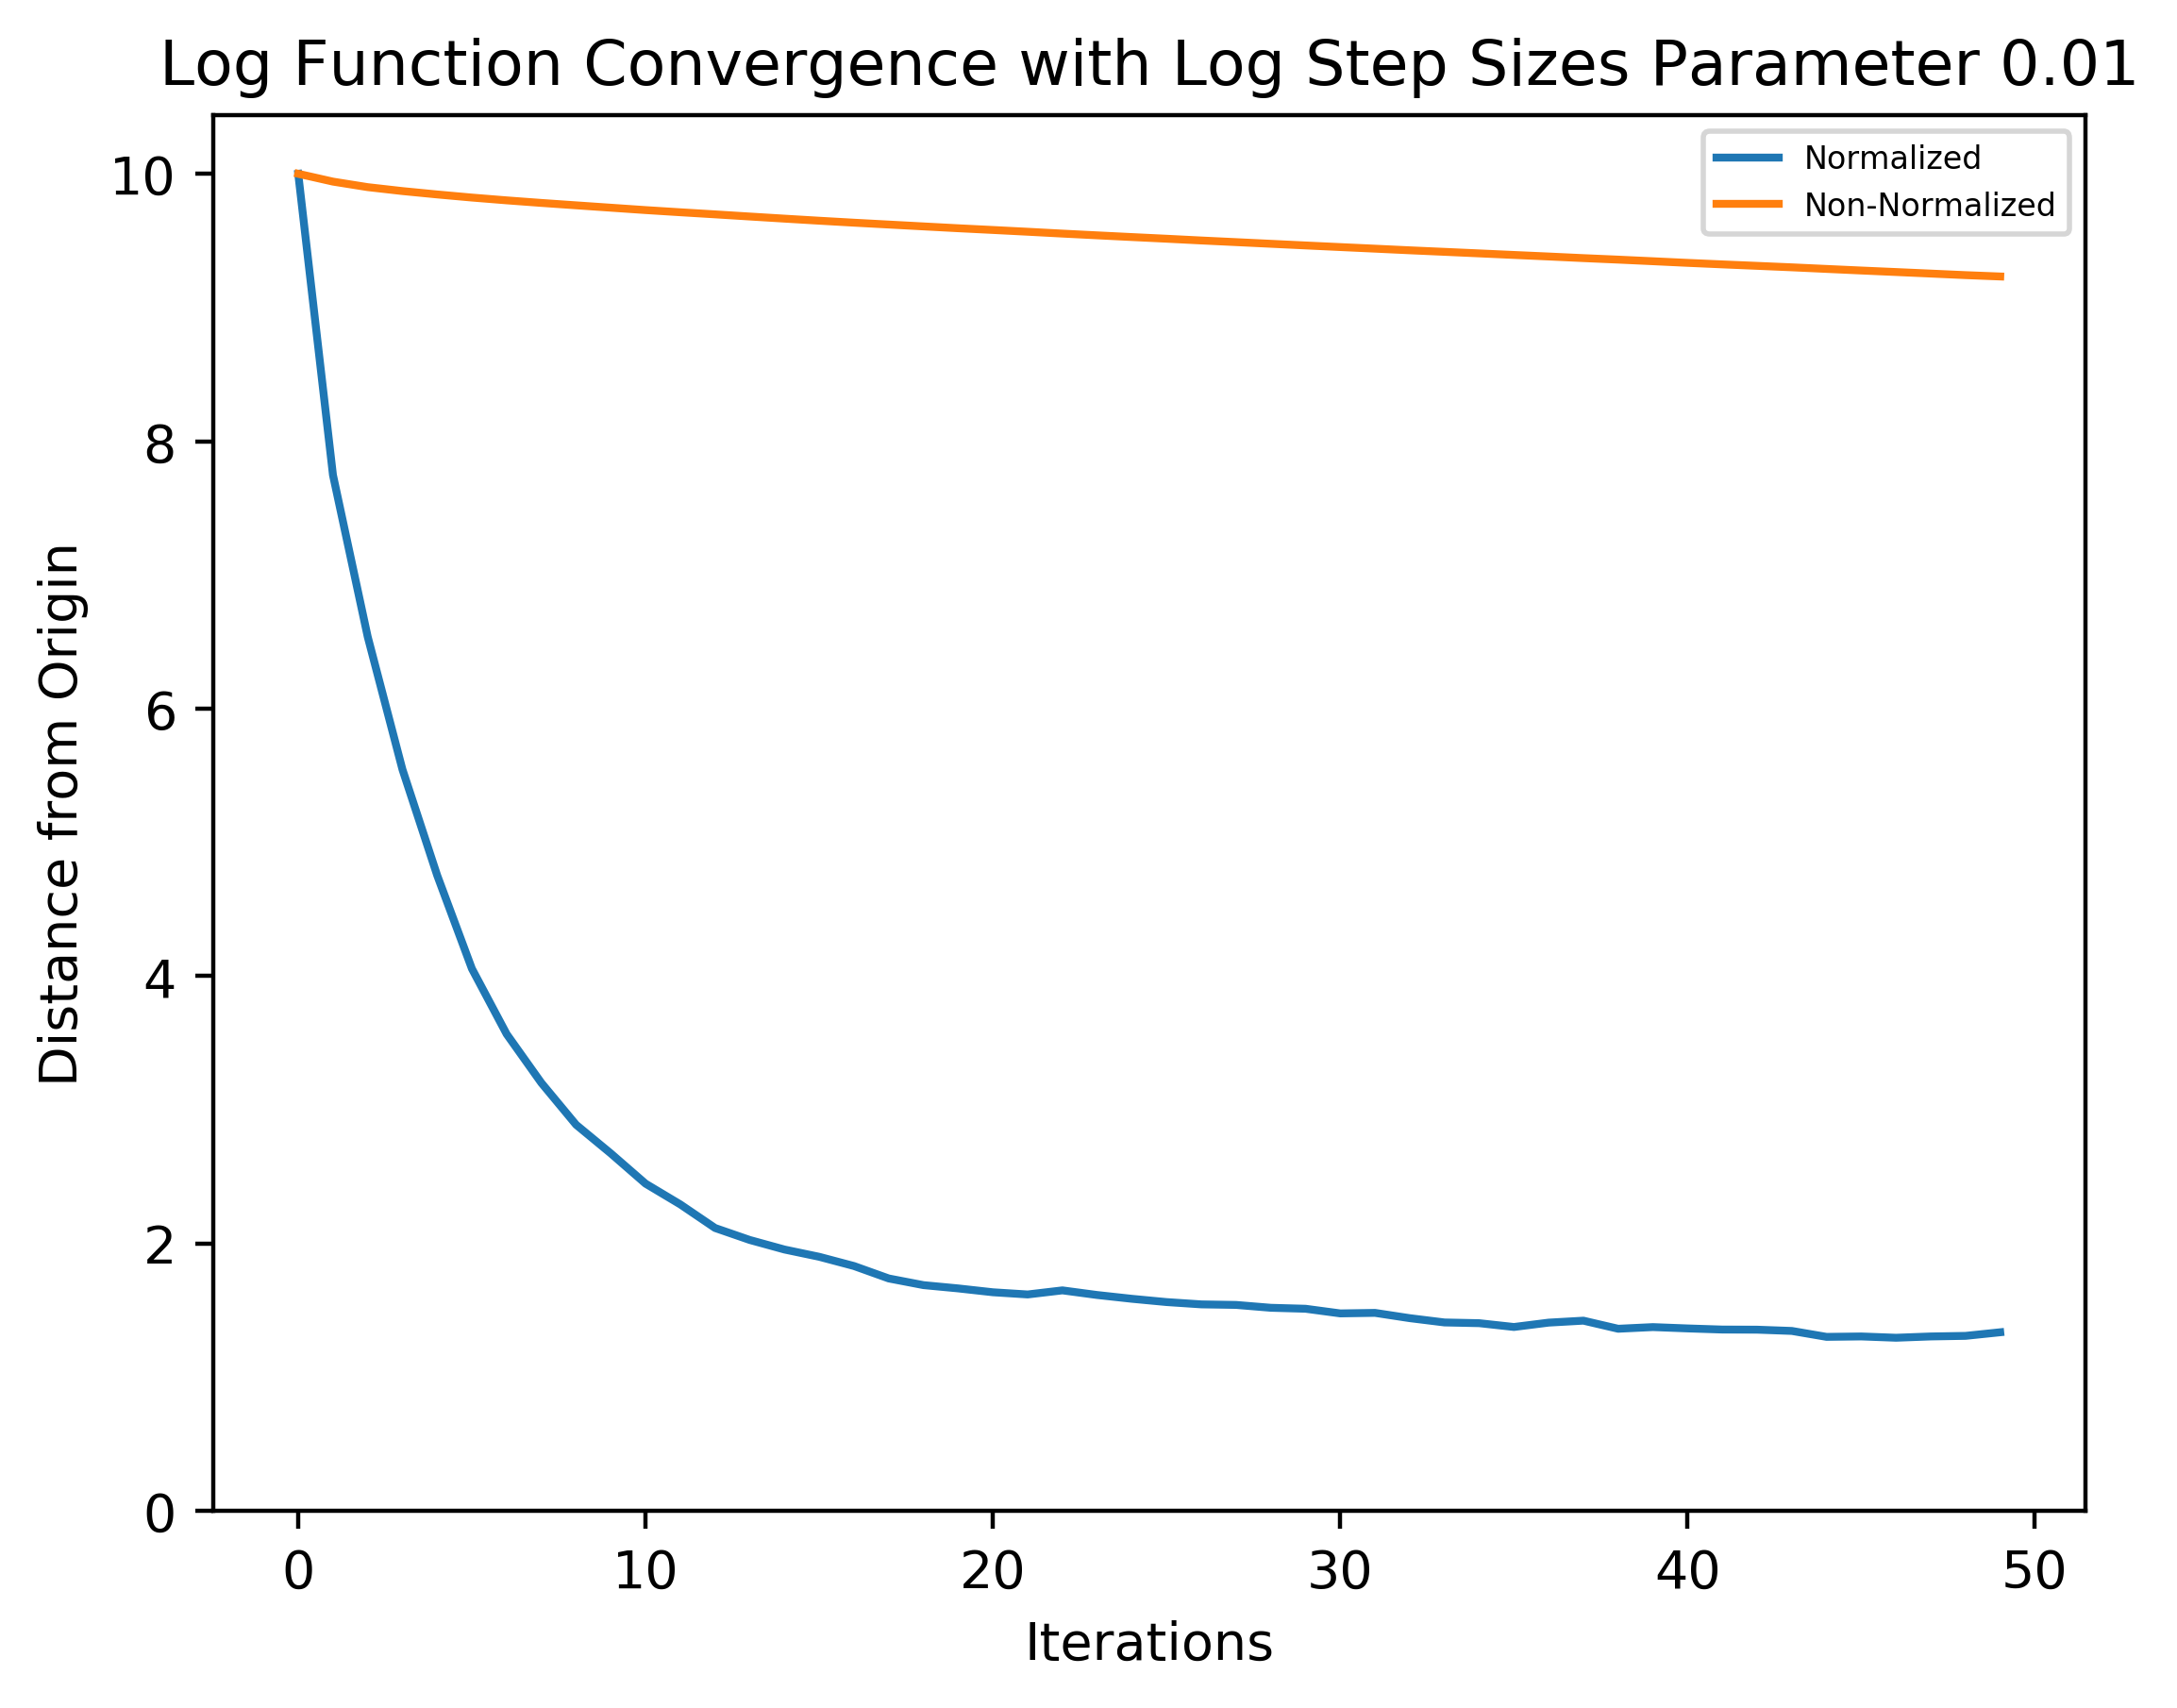 Log Function Convergence with Log Step Sizes Parameter 0.01
Normalized
Non-Normalized
10
8
6
4
2
0
Distance from Origin
0 10 20 30 40 50
Iterations